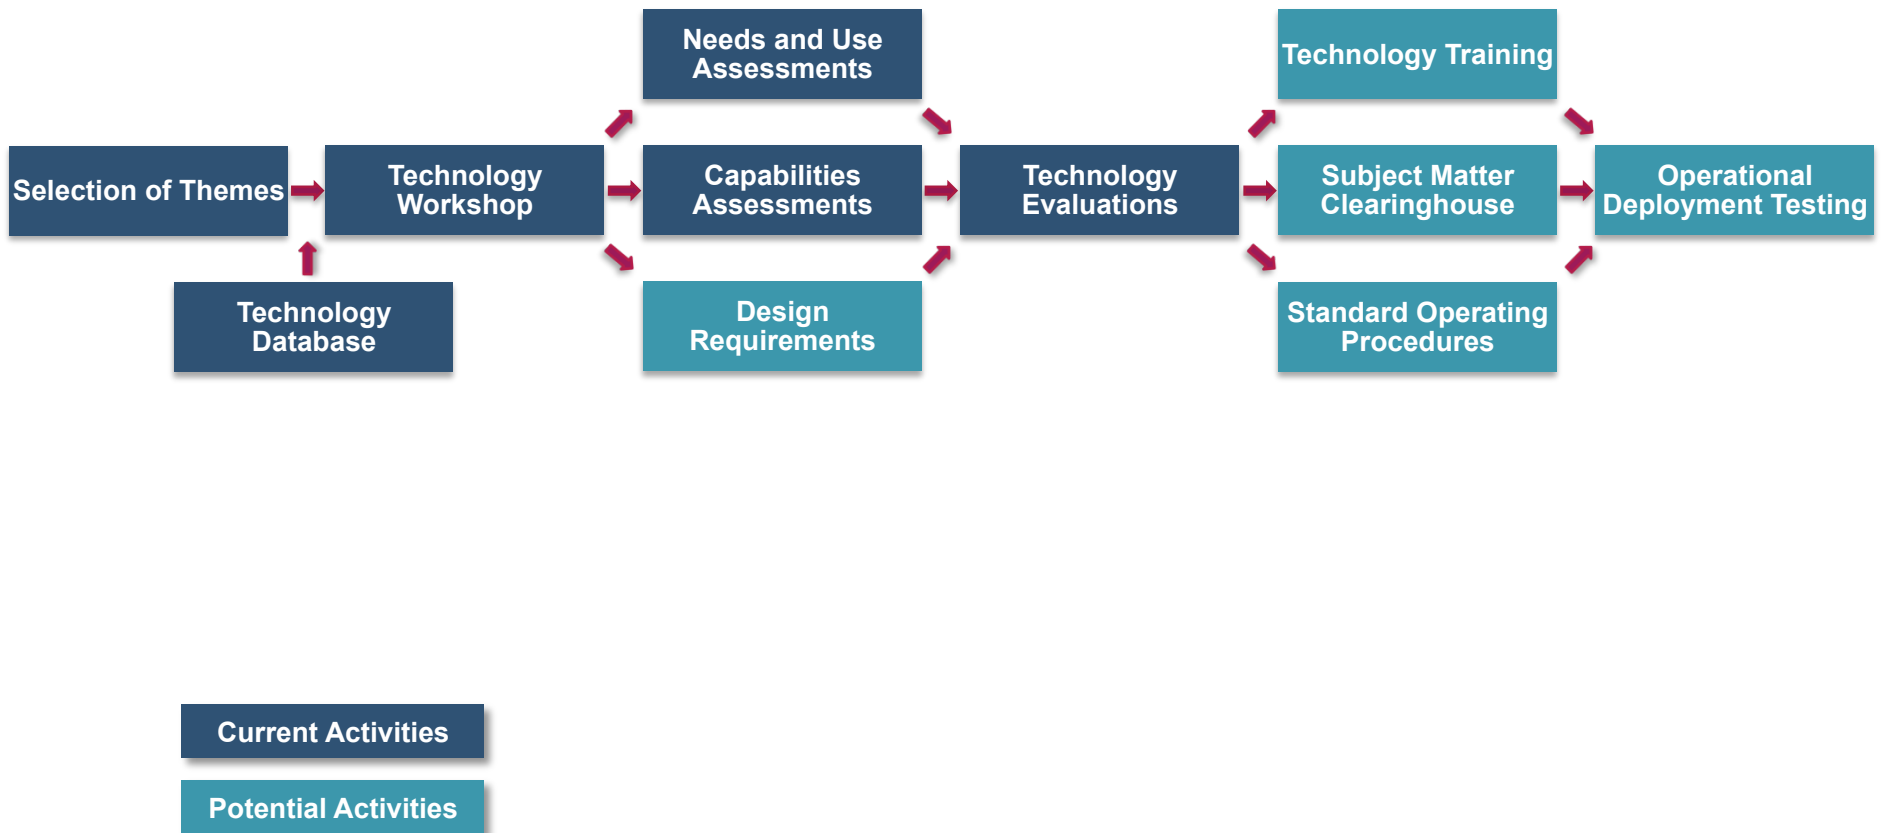 Needs and Use
Assessments
Technology Training
Selection of Themes
Technology
Workshop
Capabilities
Assessments
Technology
Evaluations
Subject Matter
Clearinghouse
Operational
Deployment Testing
Technology
Database
Design
Requirements
Standard Operating
Procedures
Current Activities
Potential Activities